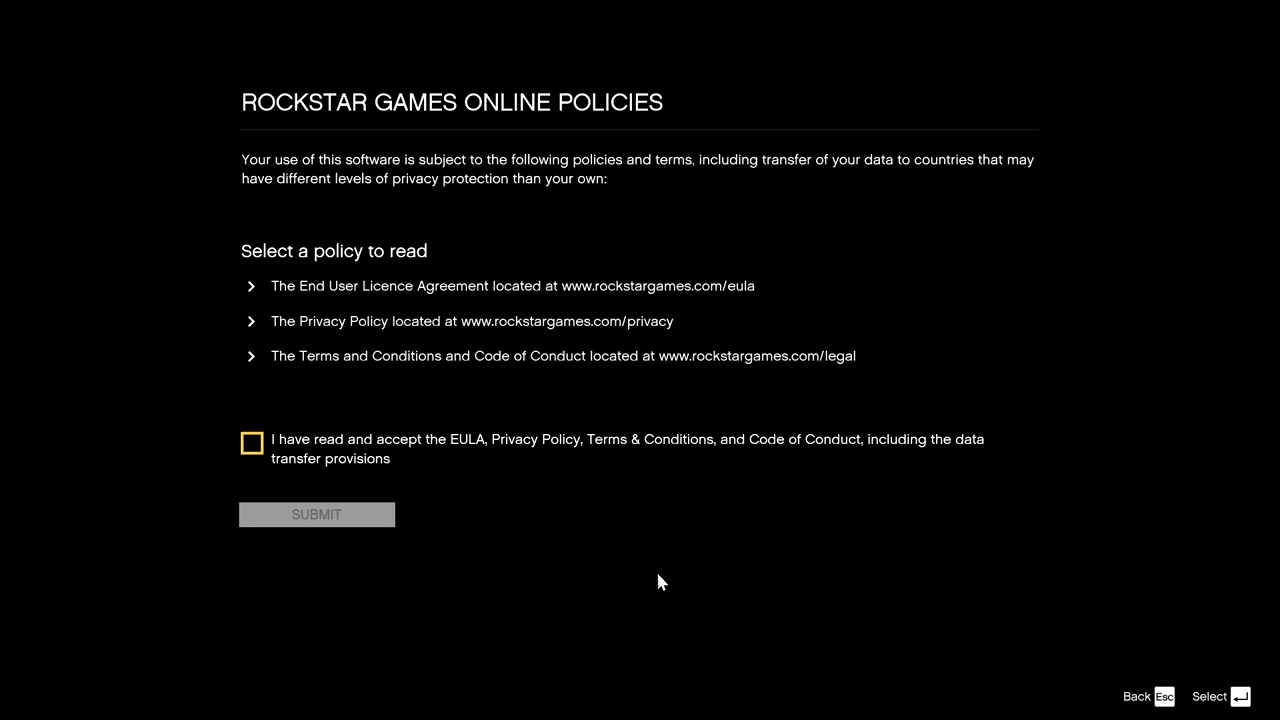 ROCKSTAR GAMES ONLINE POLICIES
Your use of this software is subject to the following policies and terms, including transfer of your data to countries that may
have different levels of privacy protection than your own:
Select a policy to read
The End User Licence Agreement located at www.rockstargames.com/eula
The Privacy Policy located at www.rockstargames.com/privacy
The Terms and Conditions and Code of Conduct located at www.rockstargames.com/legal
I have read and accept the EULA, Privacy Policy, Terms & Conditions, and Code of Conduct, including the data
transfer provisions
SUBMIT
Back Esc Select